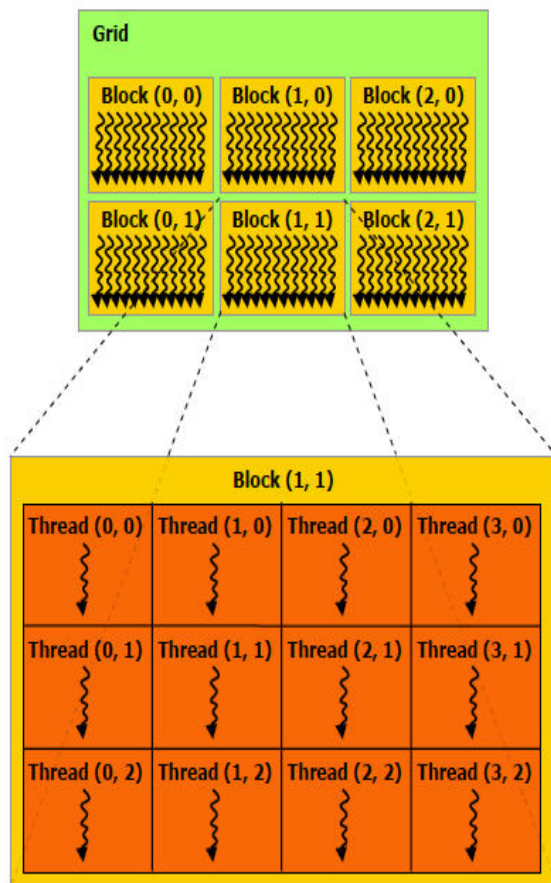 Grid
Block (0, 0) Block (1, 0) Block (2, 0)
Block (0, 1) Block (1, 1) Block (2, 1)
Block (1, 1)
Thread (0, 0) Thread (1, 0) Thread (2, 0) Thread (3, 0)
Thread (0, 1) Thread (1, 1) Thread (2, 1) Thread (3, 1)
Thread (0, 2) Thread (1, 2) Thread (2, 2) Thread (3, 2)